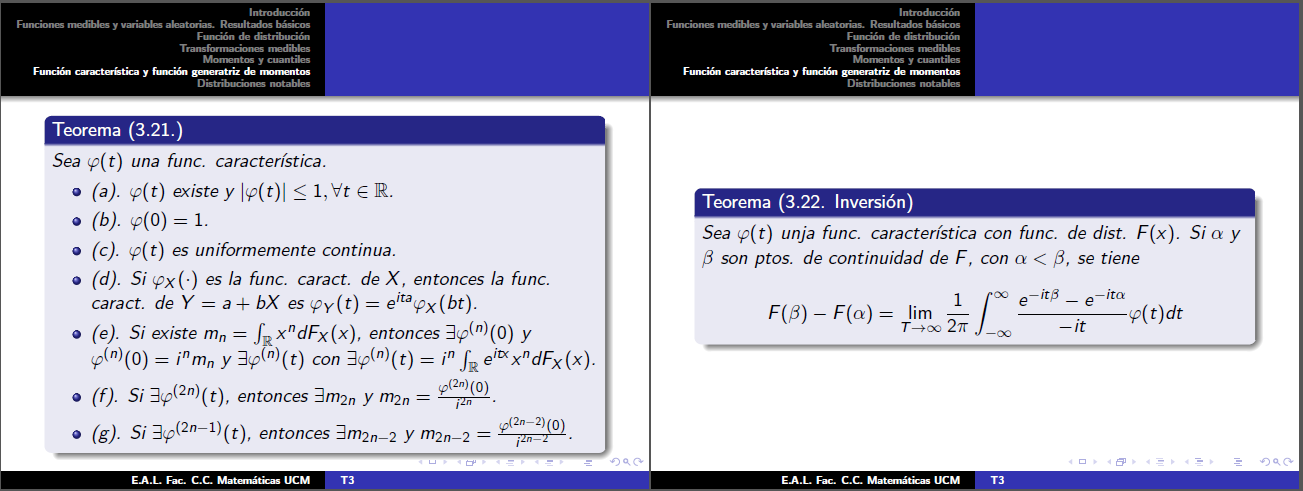 Introducción
Funciones medibles y variables aleatorias. Resultados básicos
Función de distribución
Transformaciones medibles
Momentos y cuantiles
Función característica y función generatriz de momentos
Distribuciones notables
Teorema (3.21.)
Sea φ(t) una func. característica.
(a). φ(t) existe y |φ(t)| ≤ 1, ∀t ∈ ℝ.
(b). φ(0) = 1.
(c). φ(t) es uniformemente continua.
(d). Si φ_X(·) es la func. caract. de X, entonces la func.
caract. de Y = a + bX es φ_Y(t) = e^{ita}φ_X(bt).
(e). Si existe m_n = ∫_ℝ x^n dF_X(x), entonces ∃φ^{(n)}(0) y
φ^{(n)}(0) = i^n m_n y ∃φ^{(n)}(t) con ∃φ^{(n)}(t) = i^n ∫_ℝ e^{itx} x^n dF_X(x).
(f). Si ∃φ^{(2n)}(t), entonces ∃m_{2n} y m_{2n} = \frac{φ^{(2n)}(0)}{i^{2n}}.
(g). Si ∃φ^{(2n−1)}(t), entonces ∃m_{2n−2} y m_{2n−2} = \frac{φ^{(2n−2)}(0)}{i^{2n−2}}.
E.A.L. Fac. C.C. Matemáticas UCM T3
Introducción
Funciones medibles y variables aleatorias. Resultados básicos
Función de distribución
Transformaciones medibles
Momentos y cuantiles
Función característica y función generatriz de momentos
Distribuciones notables
Teorema (3.22. Inversión)
Sea φ(t) unja func. característica con func. de dist. F(x). Si α y
β son ptos. de continuidad de F, con α < β, se tiene
F(β) − F(α) = \lim_{T→∞} \frac{1}{2π} ∫_{−∞}^{∞} \frac{e^{−itβ} − e^{−itα}}{−it} φ(t)dt
E.A.L. Fac. C.C. Matemáticas UCM T3